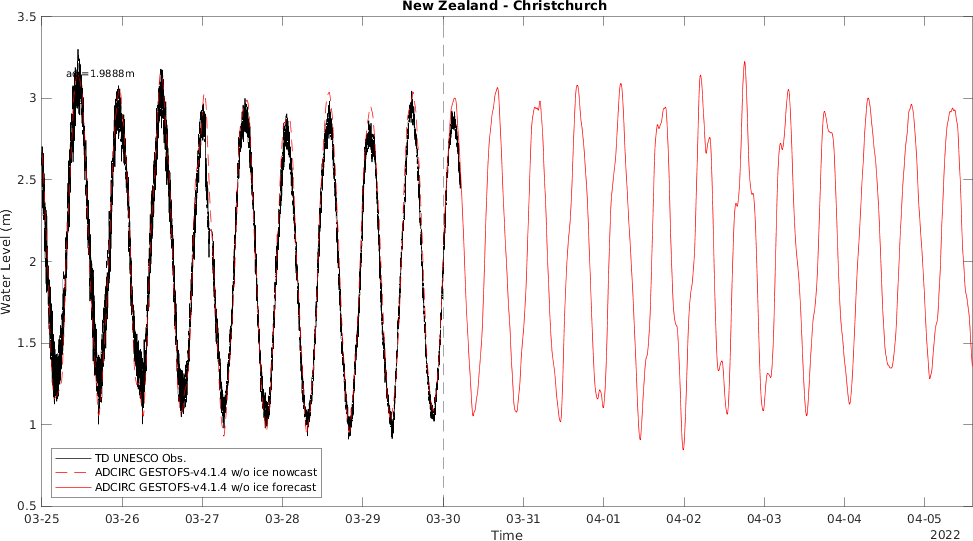 New Zealand - Christchurch
3.5
3
2.5
2
1.5
1
0.5
Water Level (m)
=1.9888m
TD UNESCO Obs.
ADCIRC GESTOFS-v4.1.4 w/o ice nowcast
ADCIRC GESTOFS-v4.1.4 w/o ice forecast
03-25 03-26 03-27 03-28 03-29 03-30 03-31 04-01 04-02 04-03 04-04 04-05
2022
Time